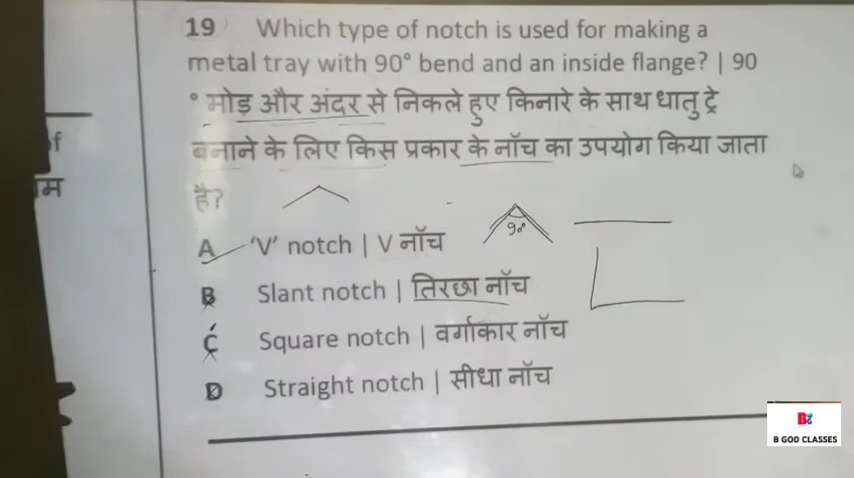 19 Which type of notch is used for making a
metal tray with 90° bend and an inside flange? | 90
° मोड़ और अंदर से निकले हुए किनारे के साथ धातु ट्रे
बनाने के लिए किस प्रकार के नॉच का उपयोग किया जाता
है?
A 'V' notch | V नॉच
90°
B Slant notch | तिरछा नॉच
C Square notch | वर्गाकार नॉच
D Straight notch | सीधा नॉच
f
म
B GOD CLASSES